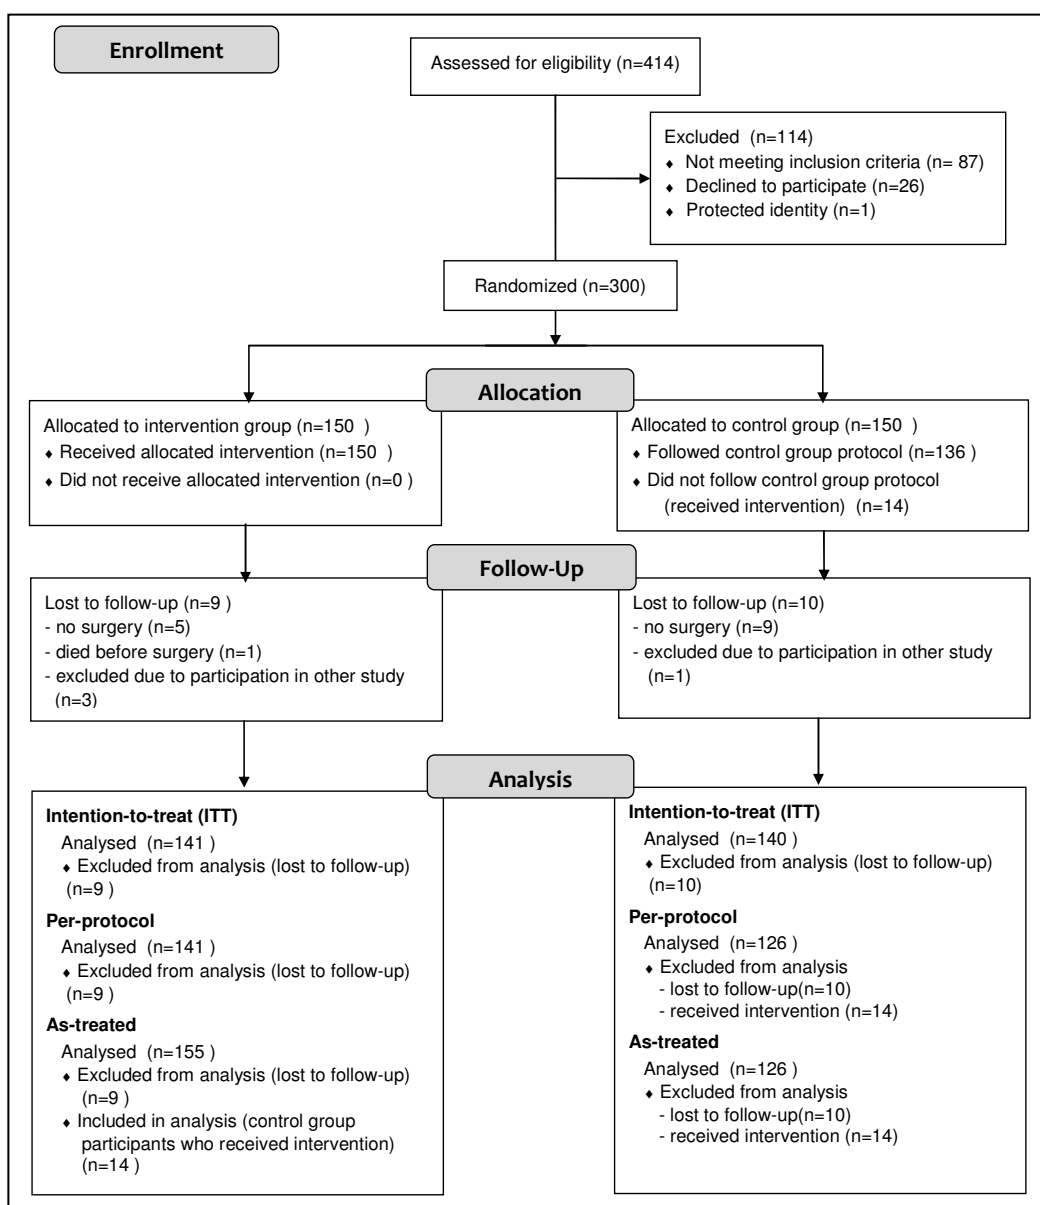 Enrollment
Assessed for eligibility (n=414)
Excluded (n=114)
♦ Not meeting inclusion criteria (n= 87)
♦ Declined to participate (n=26)
♦ Protected identity (n=1)
Randomized (n=300)
Allocation
Allocated to intervention group (n=150 )
♦ Received allocated intervention (n=150 )
♦ Did not receive allocated intervention (n=0 )
Allocated to control group (n=150 )
♦ Followed control group protocol (n=136 )
♦ Did not follow control group protocol
(received intervention) (n=14)
Follow-Up
Lost to follow-up (n=9 )
- no surgery (n=5)
- died before surgery (n=1)
- excluded due to participation in other study
(n=3)
Lost to follow-up (n=10)
- no surgery (n=9)
- excluded due to participation in other study
(n=1)
Analysis
Intention-to-treat (ITT)
Analysed (n=141 )
♦ Excluded from analysis (lost to follow-up)
(n=9 )
Per-protocol
Analysed (n=141 )
♦ Excluded from analysis (lost to follow-up)
(n=9 )
As-treated
Analysed (n=155 )
♦ Excluded from analysis (lost to follow-up)
(n=9 )
♦ Included in analysis (control group
participants who received intervention)
(n=14 )
Intention-to-treat (ITT)
Analysed (n=140 )
♦ Excluded from analysis (lost to follow-up)
(n=10)
Per-protocol
Analysed (n=126 )
♦ Excluded from analysis
- lost to follow-up(n=10)
- received intervention (n=14)
As-treated
Analysed (n=126 )
♦ Excluded from analysis
- lost to follow-up(n=10)
- received intervention (n=14)